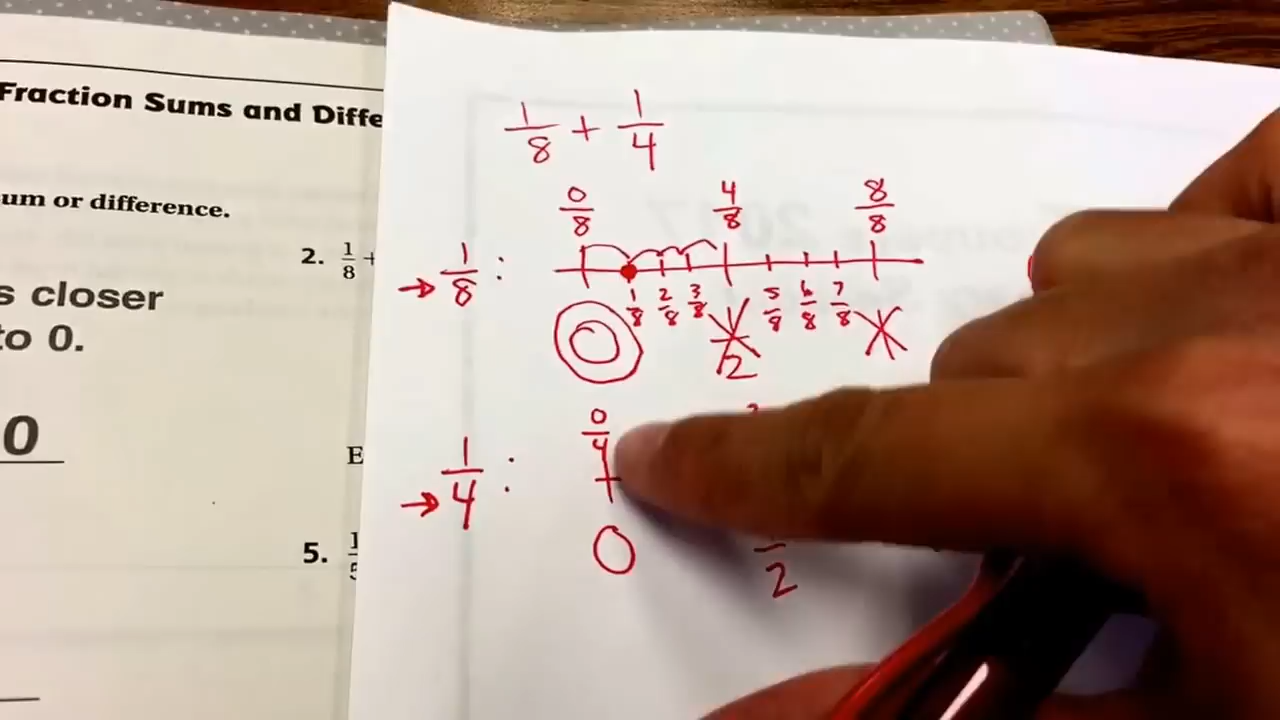 Fraction Sums and Diffe
um or difference.
2. 1/8 +
s closer
to 0.
0
E
5.
1/8 + 1/4
0/8 4/8 8/8
→ 1/8 :
1/8 2/8 3/8 5/8 6/8 7/8
0 1/2 1
0/4
→ 1/4 :
0 1/2